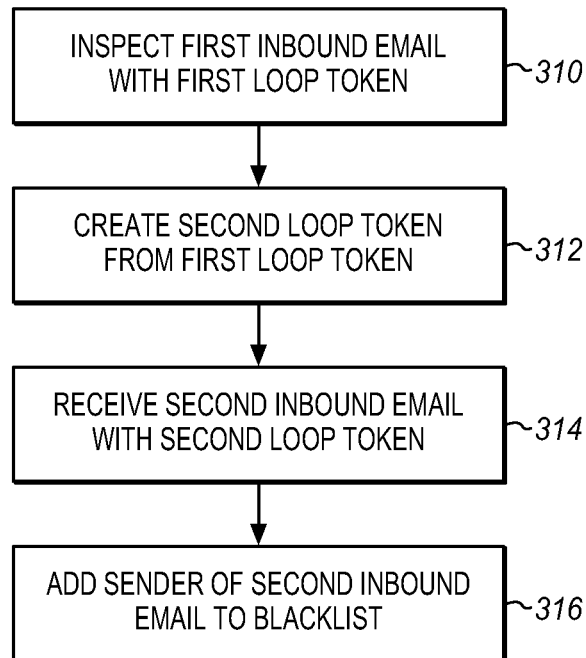 INSPECT FIRST INBOUND EMAIL
WITH FIRST LOOP TOKEN
310
CREATE SECOND LOOP TOKEN
FROM FIRST LOOP TOKEN
312
RECEIVE SECOND INBOUND EMAIL
WITH SECOND LOOP TOKEN
314
ADD SENDER OF SECOND INBOUND
EMAIL TO BLACKLIST
316